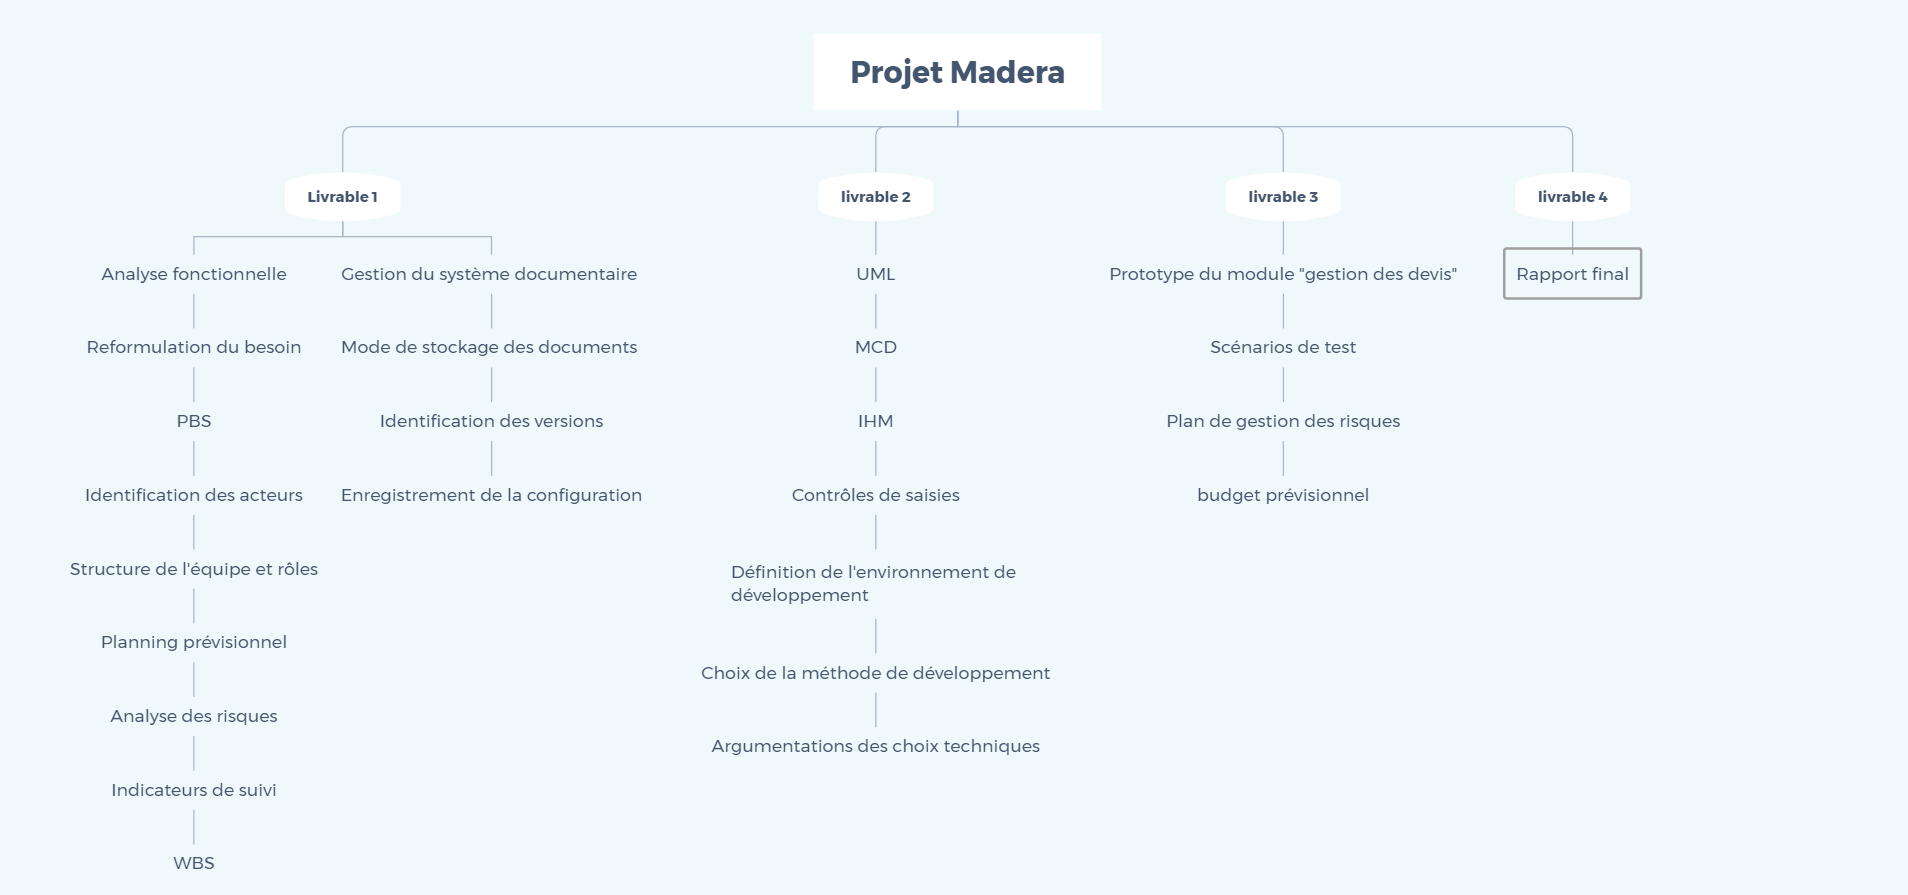 Projet Madera
Livrable 1
livrable 2
livrable 3
livrable 4
Analyse fonctionnelle
Reformulation du besoin
PBS
Identification des acteurs
Structure de l'équipe et rôles
Planning prévisionnel
Analyse des risques
Indicateurs de suivi
WBS
Gestion du système documentaire
Mode de stockage des documents
Identification des versions
Enregistrement de la configuration
UML
MCD
IHM
Contrôles de saisies
Définition de l'environnement de
développement
Choix de la méthode de développement
Argumentations des choix techniques
Prototype du module "gestion des devis"
Scénarios de test
Plan de gestion des risques
budget prévisionnel
Rapport final